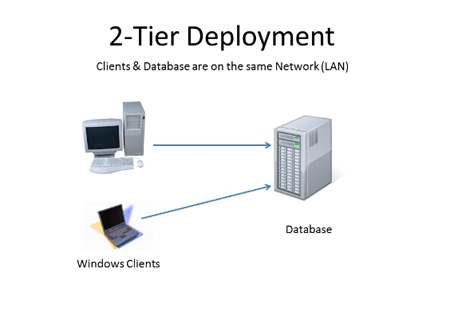 2-Tier Deployment
Clients & Database are on the same Network (LAN)
Database
Windows Clients